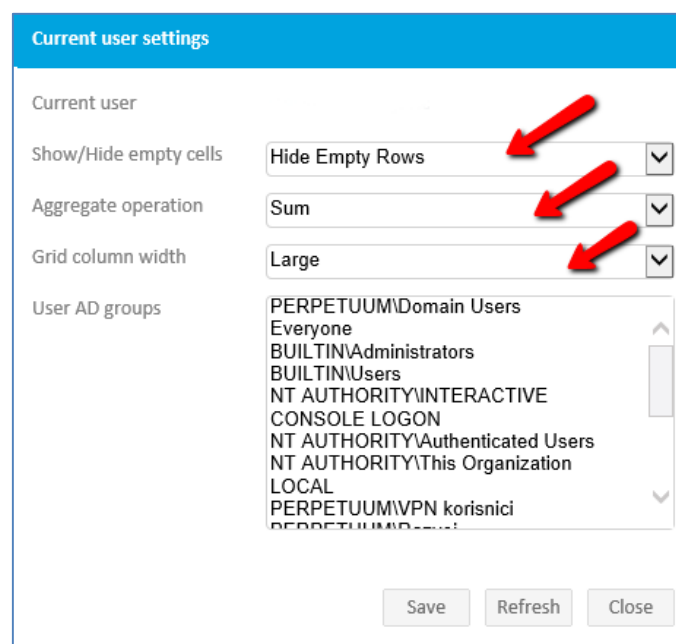 Current user settings
Current user
Show/Hide empty cells Hide Empty Rows
Aggregate operation Sum
Grid column width Large
User AD groups PERPETUUM\Domain Users
Everyone
BUILTIN\Administrators
BUILTIN\Users
NT AUTHORITY\INTERACTIVE
CONSOLE LOGON
NT AUTHORITY\Authenticated Users
NT AUTHORITY\This Organization
LOCAL
PERPETUUM\VPN korisnici
Save Refresh Close